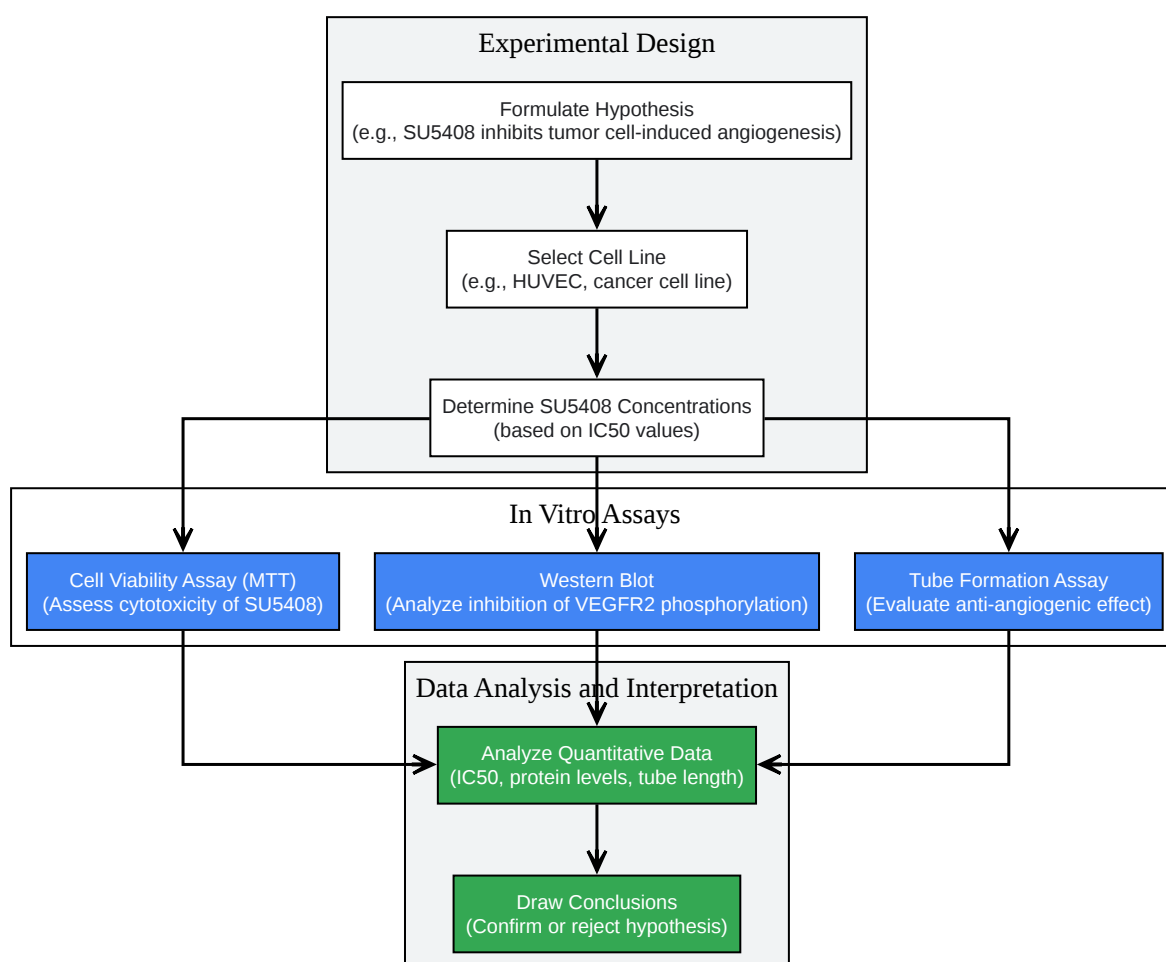 Experimental Design
Formulate Hypothesis
(e.g., SU5408 inhibits tumor cell-induced angiogenesis)
Select Cell Line
(e.g., HUVEC, cancer cell line)
Determine SU5408 Concentrations
(based on IC50 values)
In Vitro Assays
Cell Viability Assay (MTT)
(Assess cytotoxicity of SU5408)
Western Blot
(Analyze inhibition of VEGFR2 phosphorylation)
Tube Formation Assay
(Evaluate anti-angiogenic effect)
Data Analysis and Interpretation
Analyze Quantitative Data
(IC50, protein levels, tube length)
Draw Conclusions
(Confirm or reject hypothesis)